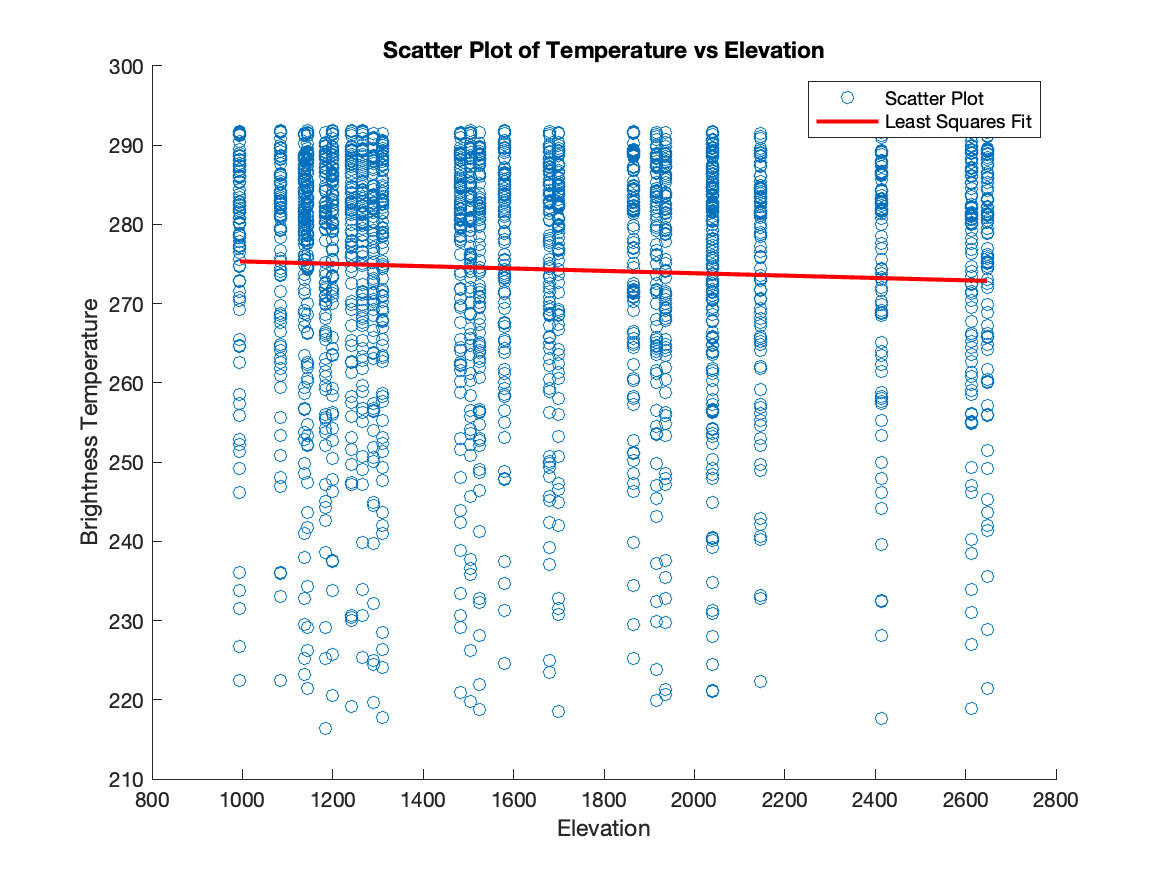 Scatter Plot of Temperature vs Elevation
300
290
280
270
260
250
240
230
220
210
Brightness Temperature
Scatter Plot
Least Squares Fit
800 1000 1200 1400 1600 1800 2000 2200 2400 2600 2800
Elevation